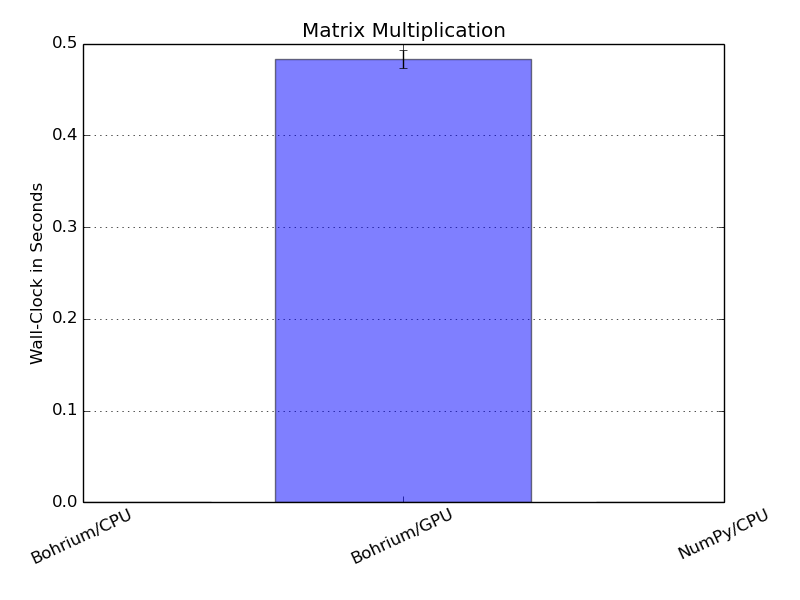 Matrix Multiplication
0.5
0.4
0.3
0.2
0.1
0.0
Wall-Clock in Seconds
Bohrium/CPU
Bohrium/GPU
NumPy/CPU